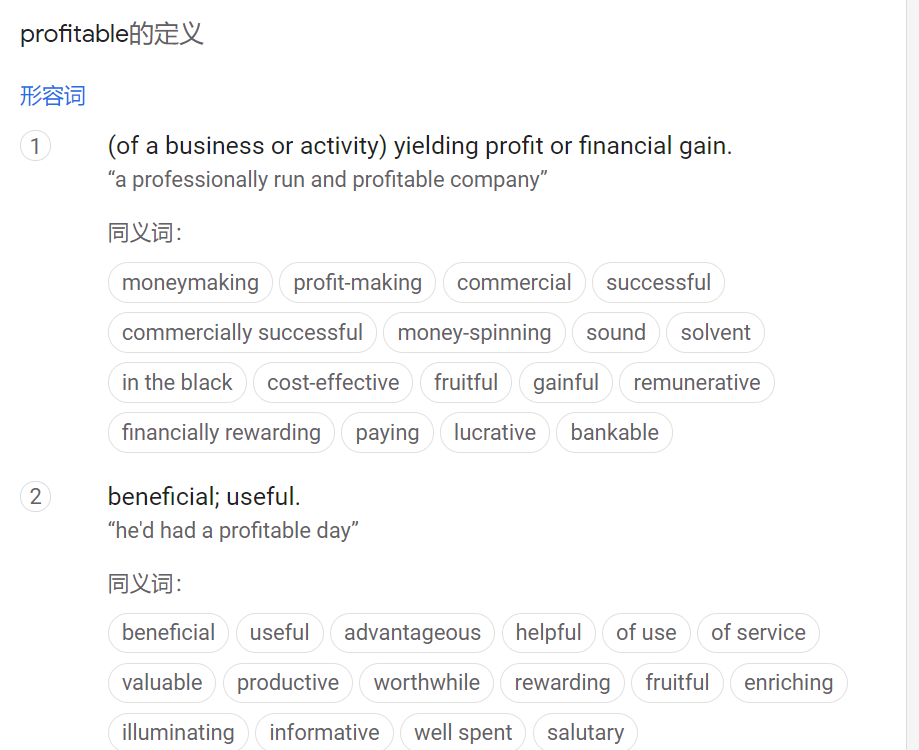 profitable的定义
形容词
1 (of a business or activity) yielding profit or financial gain.
“a professionally run and profitable company”
同义词：
moneymaking profit-making commercial successful
commercially successful money-spinning sound solvent
in the black cost-effective fruitful gainful remunerative
financially rewarding paying lucrative bankable
2 beneficial; useful.
“he'd had a profitable day”
同义词：
beneficial useful advantageous helpful of use of service
valuable productive worthwhile rewarding fruitful enriching
illuminating informative well spent salutary